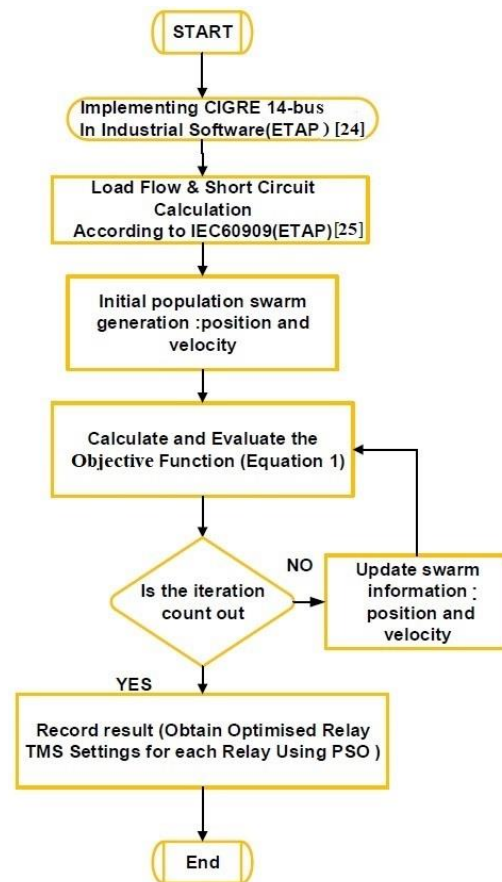 START
Implementing CIGRE 14-bus
In Industrial Software(ETAP ) [24]
Load Flow & Short Circuit
Calculation
According to IEC60909(ETAP)[25]
Initial population swarm
generation :position and
velocity
Calculate and Evaluate the
Objective Function (Equation 1)
Is the iteration
count out
NO
Update swarm
information :
position and
velocity
YES
Record result (Obtain Optimised Relay
TMS Settings for each Relay Using PSO )
End